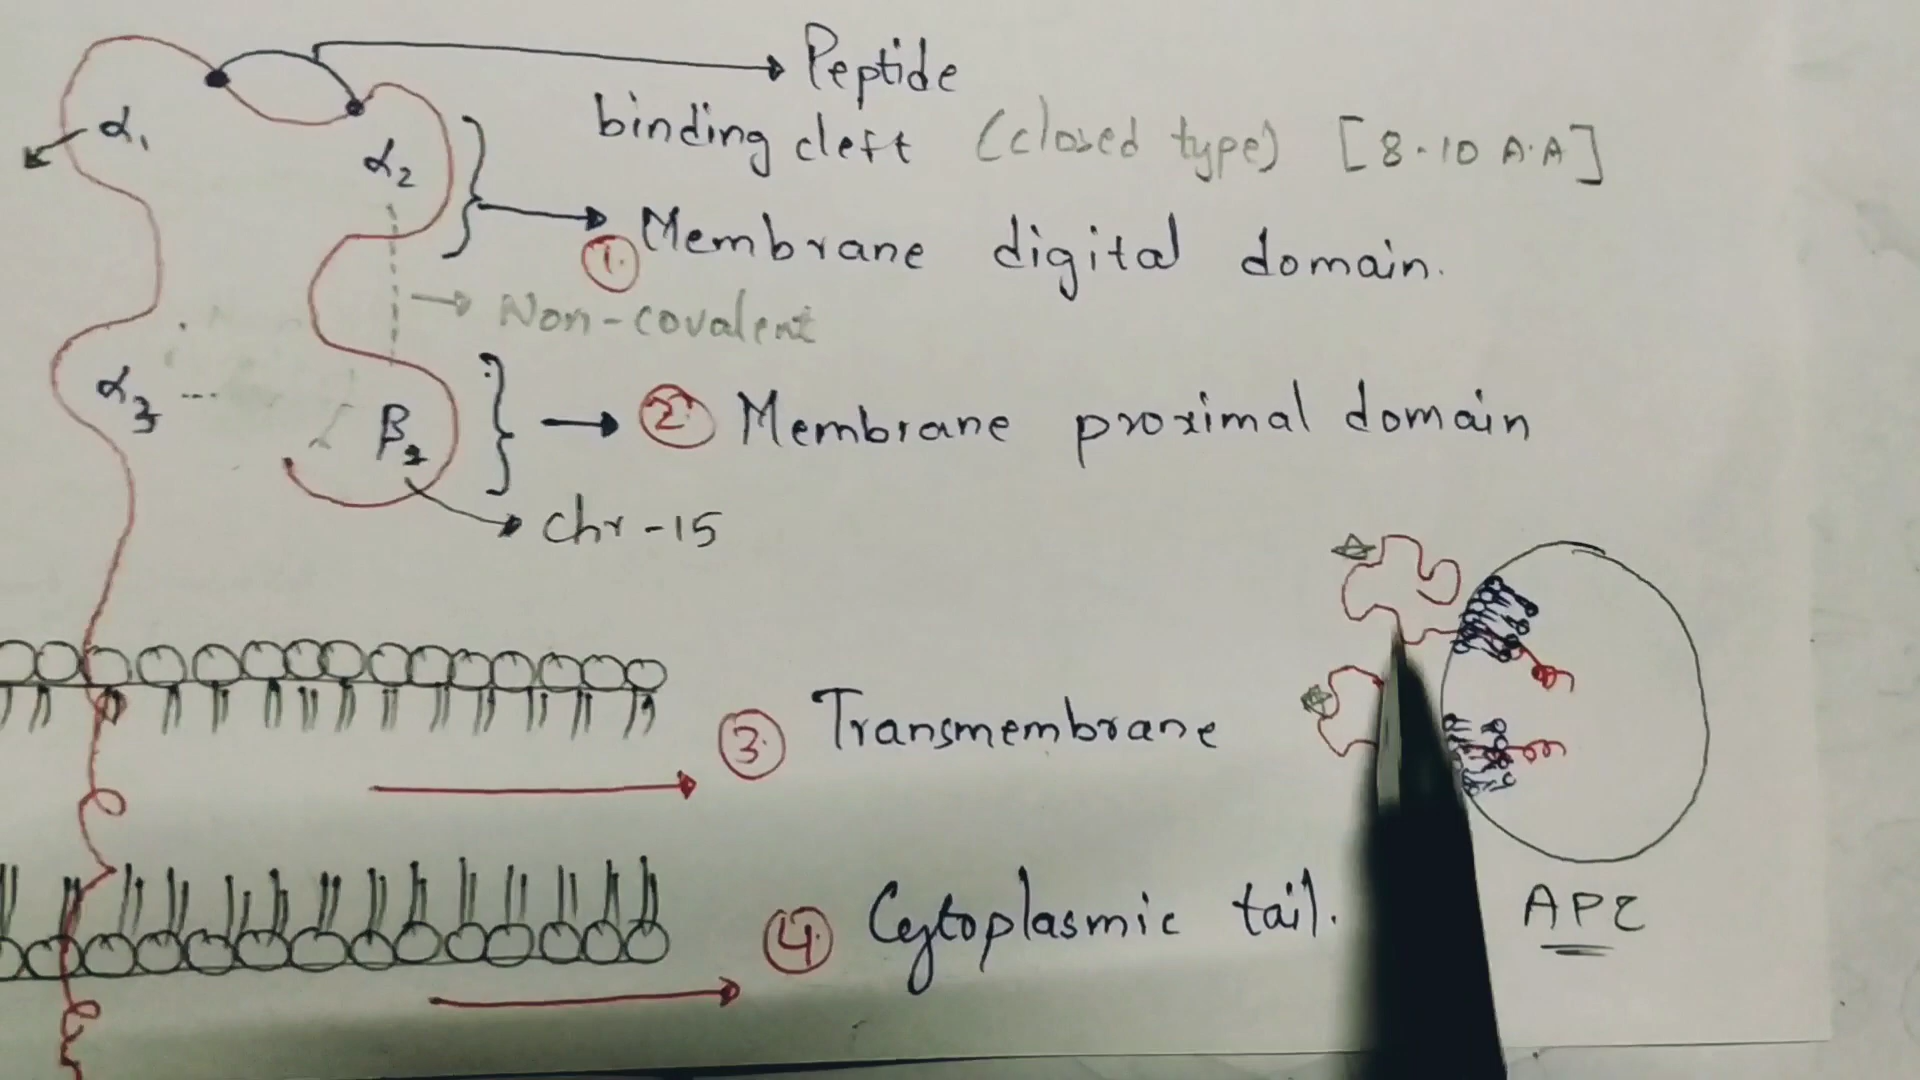 Peptide
binding cleft (closed type) [8-10 A.A]
α1
α2
1. Membrane digital domain.
Non-covalent
α3
β2
2. Membrane proximal domain
chr-15
3. Transmembrane
4. Cytoplasmic tail.
APC